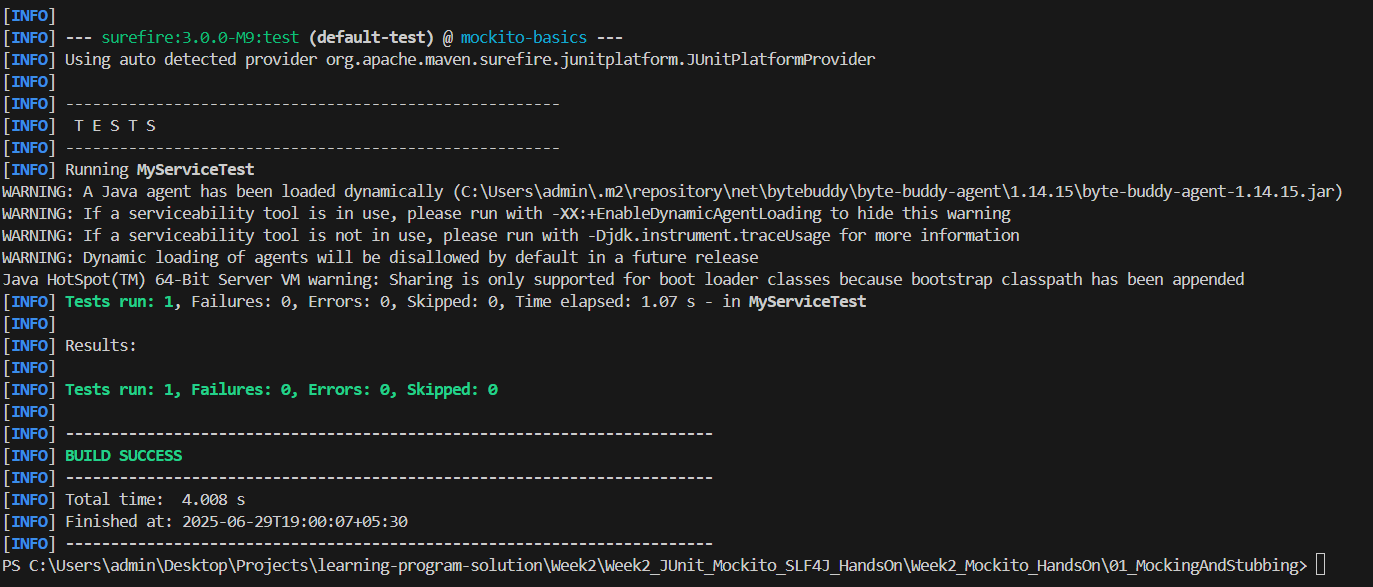 [INFO]
[INFO] --- surefire:3.0.0-M9:test (default-test) @ mockito-basics ---
[INFO] Using auto detected provider org.apache.maven.surefire.junitplatform.JUnitPlatformProvider
[INFO]
[INFO] -------------------------------------------------------
[INFO]  T E S T S
[INFO] -------------------------------------------------------
[INFO] Running MyServiceTest
WARNING: A Java agent has been loaded dynamically (C:\Users\admin\.m2\repository\net\bytebuddy\byte-buddy-agent\1.14.15\byte-buddy-agent-1.14.15.jar)
WARNING: If a serviceability tool is in use, please run with -XX:+EnableDynamicAgentLoading to hide this warning
WARNING: If a serviceability tool is not in use, please run with -Djdk.instrument.traceUsage for more information
WARNING: Dynamic loading of agents will be disallowed by default in a future release
Java HotSpot(TM) 64-Bit Server VM warning: Sharing is only supported for boot loader classes because bootstrap classpath has been appended
[INFO] Tests run: 1, Failures: 0, Errors: 0, Skipped: 0, Time elapsed: 1.07 s - in MyServiceTest
[INFO]
[INFO] Results:
[INFO]
[INFO] Tests run: 1, Failures: 0, Errors: 0, Skipped: 0
[INFO]
[INFO] ------------------------------------------------------------------------
[INFO] BUILD SUCCESS
[INFO] ------------------------------------------------------------------------
[INFO] Total time:  4.008 s
[INFO] Finished at: 2025-06-29T19:00:07+05:30
[INFO] ------------------------------------------------------------------------
PS C:\Users\admin\Desktop\Projects\learning-program-solution\Week2\Week2_JUnit_Mockito_SLF4J_HandsOn\Week2_Mockito_HandsOn\01_MockingAndStubbing>